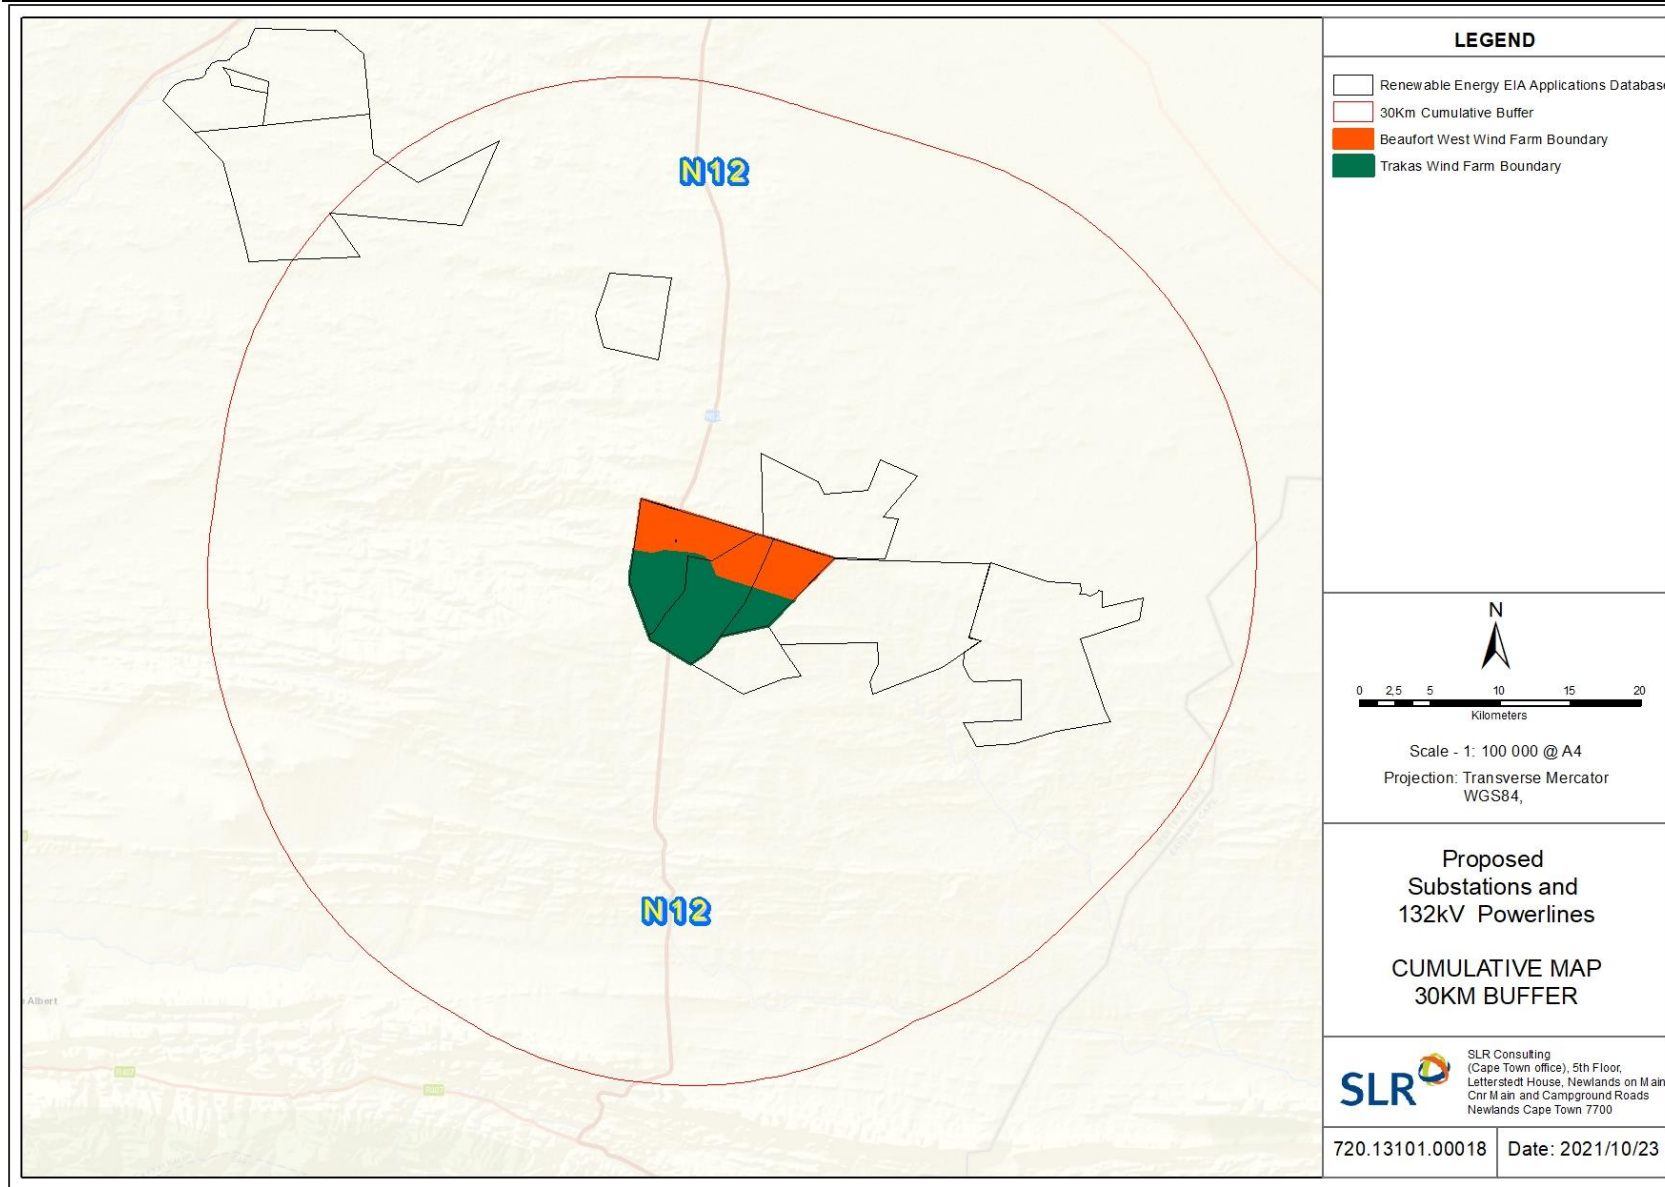 N12
N12
e Albert
LEGEND
Renewable Energy EIA Applications Database
30Km Cumulative Buffer
Beaufort West Wind Farm Boundary
Trakas Wind Farm Boundary
N
0 2,5 5 10 15 20
Kilometers
Scale - 1: 100 000 @ A4
Projection: Transverse Mercator
WGS84,
Proposed
Substations and
132kV Powerlines
CUMULATIVE MAP
30KM BUFFER
SLR
SLR Consulting
(Cape Town office), 5th Floor,
Letterstedt House, Newlands on Main
Cnr Main and Campground Roads
Newlands Cape Town 7700
720.13101.00018
Date: 2021/10/23